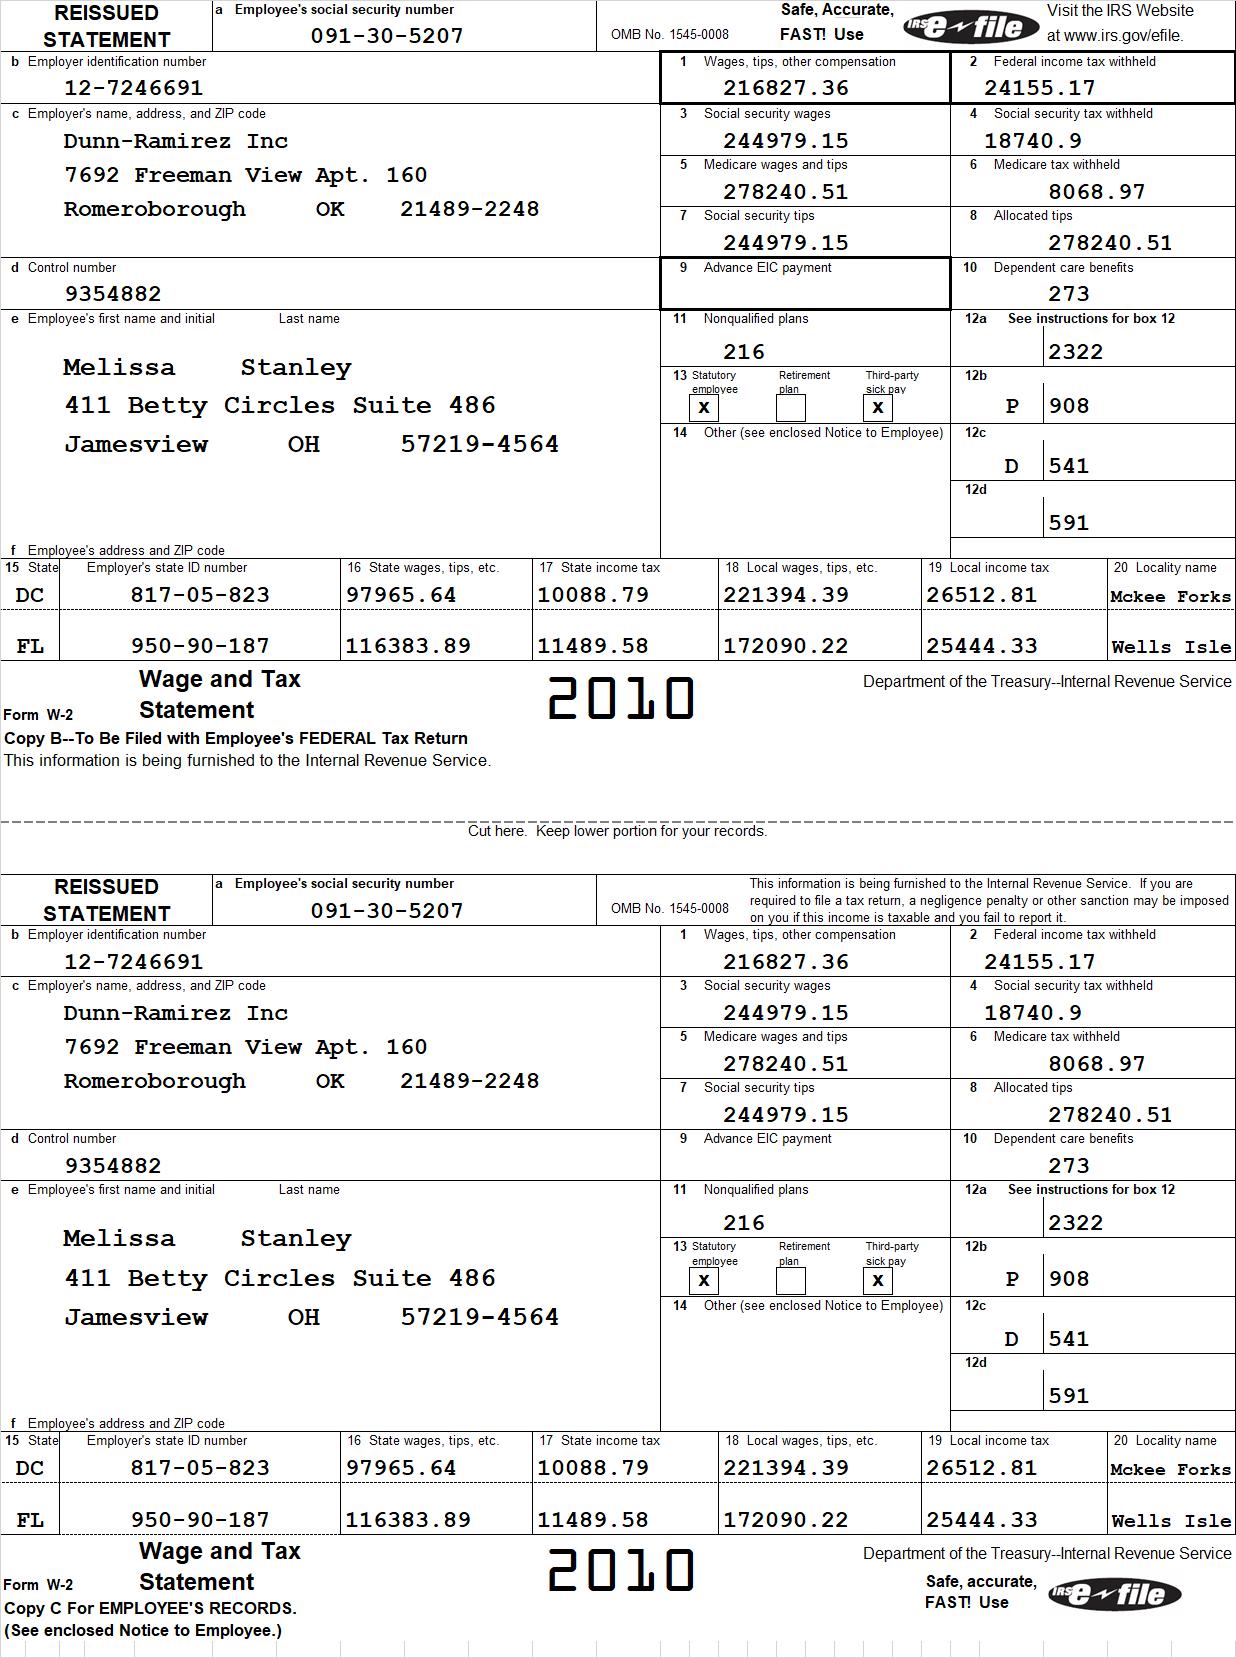 REISSUED STATEMENT
a Employee's social security number
091-30-5207
OMB No. 1545-0008
Safe, Accurate,
FAST! Use
IRS e-file
Visit the IRS Website
at www.irs.gov/efile.
b Employer identification number
12-7246691
1 Wages, tips, other compensation
216827.36
2 Federal income tax withheld
24155.17
c Employer's name, address, and ZIP code
Dunn-Ramirez Inc
7692 Freeman View Apt. 160
Romeroborough OK 21489-2248
3 Social security wages
244979.15
4 Social security tax withheld
18740.9
5 Medicare wages and tips
278240.51
6 Medicare tax withheld
8068.97
7 Social security tips
244979.15
8 Allocated tips
278240.51
d Control number
9354882
9 Advance EIC payment
10 Dependent care benefits
273
e Employee's first name and initial Last name
Melissa Stanley
411 Betty Circles Suite 486
Jamesview OH 57219-4564
f Employee's address and ZIP code
11 Nonqualified plans
216
12a See instructions for box 12
2322
13 Statutory employee Retirement plan Third-party sick pay
X X
12b
P 908
14 Other (see enclosed Notice to Employee)
12c
D 541
12d
591
15 State Employer's state ID number 16 State wages, tips, etc. 17 State income tax 18 Local wages, tips, etc. 19 Local income tax 20 Locality name
DC 817-05-823 97965.64 10088.79 221394.39 26512.81 Mckee Forks
FL 950-90-187 116383.89 11489.58 172090.22 25444.33 Wells Isle
Form W-2 Wage and Tax Statement
2010
Department of the Treasury--Internal Revenue Service
Copy B--To Be Filed with Employee's FEDERAL Tax Return
This information is being furnished to the Internal Revenue Service.
Cut here. Keep lower portion for your records.
REISSUED STATEMENT
a Employee's social security number
091-30-5207
OMB No. 1545-0008
This information is being furnished to the Internal Revenue Service. If you are
required to file a tax return, a negligence penalty or other sanction may be imposed
on you if this income is taxable and you fail to report it.
b Employer identification number
12-7246691
1 Wages, tips, other compensation
216827.36
2 Federal income tax withheld
24155.17
c Employer's name, address, and ZIP code
Dunn-Ramirez Inc
7692 Freeman View Apt. 160
Romeroborough OK 21489-2248
3 Social security wages
244979.15
4 Social security tax withheld
18740.9
5 Medicare wages and tips
278240.51
6 Medicare tax withheld
8068.97
7 Social security tips
244979.15
8 Allocated tips
278240.51
d Control number
9354882
9 Advance EIC payment
10 Dependent care benefits
273
e Employee's first name and initial Last name
Melissa Stanley
411 Betty Circles Suite 486
Jamesview OH 57219-4564
f Employee's address and ZIP code
11 Nonqualified plans
216
12a See instructions for box 12
2322
13 Statutory employee Retirement plan Third-party sick pay
X X
12b
P 908
14 Other (see enclosed Notice to Employee)
12c
D 541
12d
591
15 State Employer's state ID number 16 State wages, tips, etc. 17 State income tax 18 Local wages, tips, etc. 19 Local income tax 20 Locality name
DC 817-05-823 97965.64 10088.79 221394.39 26512.81 Mckee Forks
FL 950-90-187 116383.89 11489.58 172090.22 25444.33 Wells Isle
Form W-2 Wage and Tax Statement
2010
Department of the Treasury--Internal Revenue Service
Safe, accurate,
FAST! Use
IRS e-file
Copy C For EMPLOYEE'S RECORDS.
(See enclosed Notice to Employee.)